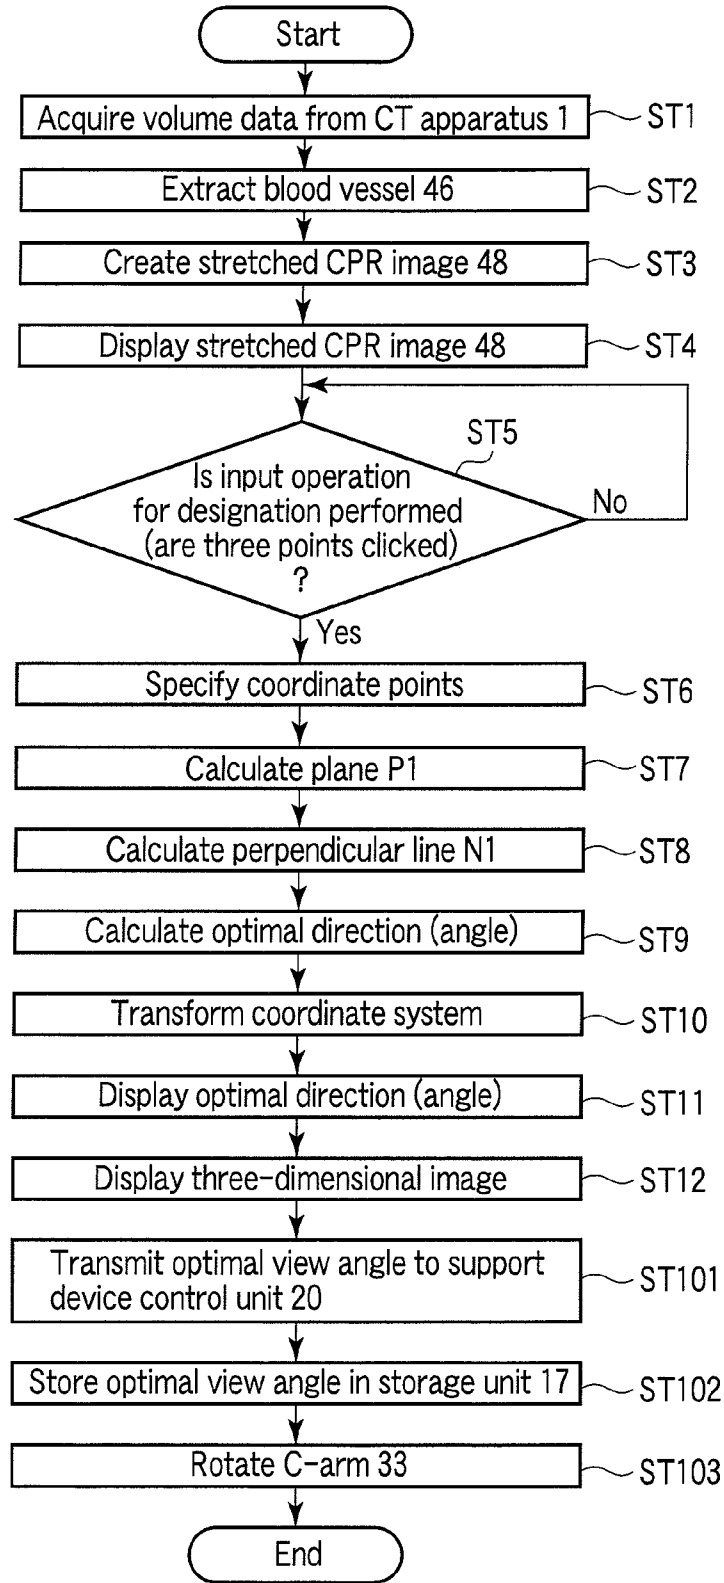 Start
Acquire volume data from CT apparatus 1
ST1
Extract blood vessel 46
ST2
Create stretched CPR image 48
ST3
Display stretched CPR image 48
ST4
ST5
Is input operation
for designation performed
(are three points clicked)
?
No
Yes
Specify coordinate points
ST6
Calculate plane P1
ST7
Calculate perpendicular line N1
ST8
Calculate optimal direction (angle)
ST9
Transform coordinate system
ST10
Display optimal direction (angle)
ST11
Display three-dimensional image
ST12
Transmit optimal view angle to support
device control unit 20
ST101
Store optimal view angle in storage unit 17
ST102
Rotate C-arm 33
ST103
End